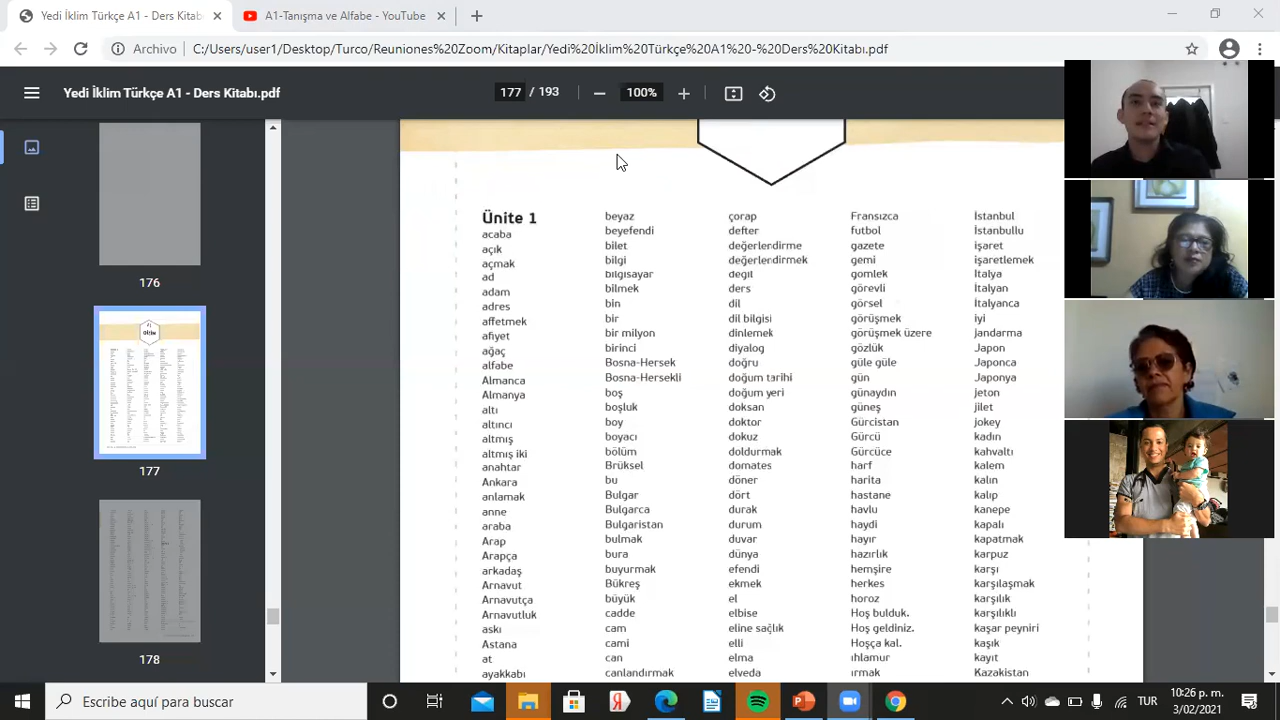 Yedi İklim Türkçe A1 - Ders Kitab
A1-Tanışma ve Alfabe - YouTube
Archivo
C:/Users/user1/Desktop/Turco/Reuniones%20Zoom/Kitaplar/Yedi%20İklim%20Türkçe%20A1%20-%20Ders%20Kitabı.pdf
Yedi İklim Türkçe A1 - Ders Kitabı.pdf
177 / 193
100%
176
177
178
Ünite 1
acaba
açık
açmak
ad
adam
adres
affetmek
afiyet
ağaç
alfabe
Almanca
Almanya
altı
altıncı
altmış
altmış iki
anahtar
Ankara
anlamak
anne
araba
Arap
Arapça
arkadaş
Arnavut
Arnavutça
Arnavutluk
askı
Astana
at
ayakkabı
beyaz
beyefendi
bilet
bilgi
bilgisayar
bilmek
bin
bir
bir milyon
birinci
Bosna-Hersek
Bosna-Hersekli
boş
boşluk
boy
boyacı
bölüm
Brüksel
bu
Bulgar
Bulgarca
Bulgaristan
bulmak
bura
buyurmak
Bükreş
büyük
cadde
cam
cami
can
canlandırmak
çorap
defter
değerlendirme
değerlendirmek
değil
ders
dil
dil bilgisi
dinlemek
diyalog
doğru
doğum tarihi
doğum yeri
doksan
doktor
dokuz
doldurmak
domates
döner
dört
durak
durum
duvar
dünya
efendi
ekmek
el
elbise
eline sağlık
elli
elma
elveda
Fransızca
futbol
gazete
gemi
gömlek
görevli
görsel
görüşmek
görüşmek üzere
gözlük
güle güle
gün
günaydın
güneş
Gürcistan
Gürcü
Gürcüce
harf
harita
hastane
havlu
haydi
hayır
hazırlık
hemşire
herkes
horoz
Hoş bulduk.
Hoş geldiniz.
Hoşça kal.
ıhlamur
ırmak
İstanbul
İstanbullu
işaret
işaretlemek
İtalya
İtalyan
İtalyanca
iyi
jandarma
Japon
Japonca
Japonya
jeton
jilet
jokey
kadın
kahvaltı
kalem
kalın
kalıp
kanepe
kapalı
kapatmak
karpuz
karşı
karşılaşmak
karşılık
karşılıklı
kaşar peyniri
kaşık
kayıt
Kazakistan
Escribe aquí para buscar
TUR
10:26 p. m.
3/02/2021